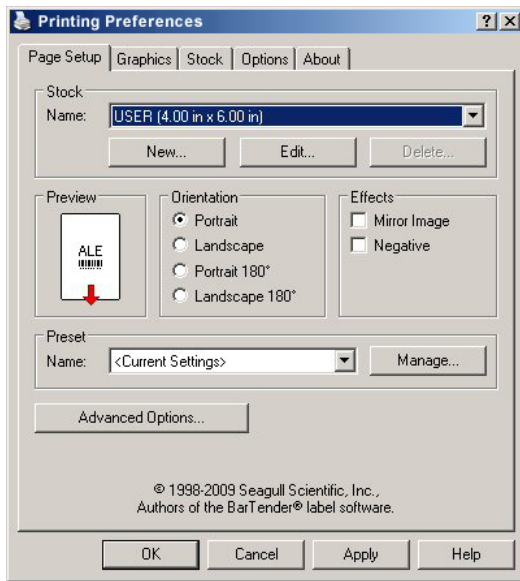 Printing Preferences
Page Setup Graphics Stock Options About
Stock
Name: USER (4.00 in x 6.00 in)
New... Edit... Delete...
Preview Orientation Effects
Portrait Mirror Image
ALE Landscape Negative
Portrait 180°
Landscape 180°
Preset
Name: <Current Settings> Manage...
Advanced Options...
© 1998-2009 Seagull Scientific, Inc.,
Authors of the BarTender® label software.
OK Cancel Apply Help